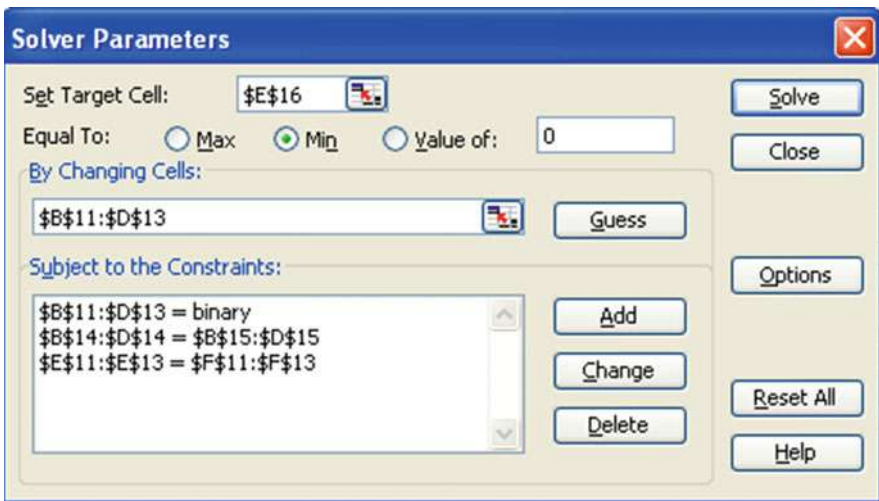 Solver Parameters
Set Target Cell: $E$16 Solve
Equal To: Max Min Value of: 0 Close
By Changing Cells:
$B$11:$D$13 Guess
Subject to the Constraints: Options
$B$11:$D$13 = binary Add
$B$14:$D$14 = $B$15:$D$15
$E$11:$E$13 = $F$11:$F$13 Change
Reset All
Delete
Help